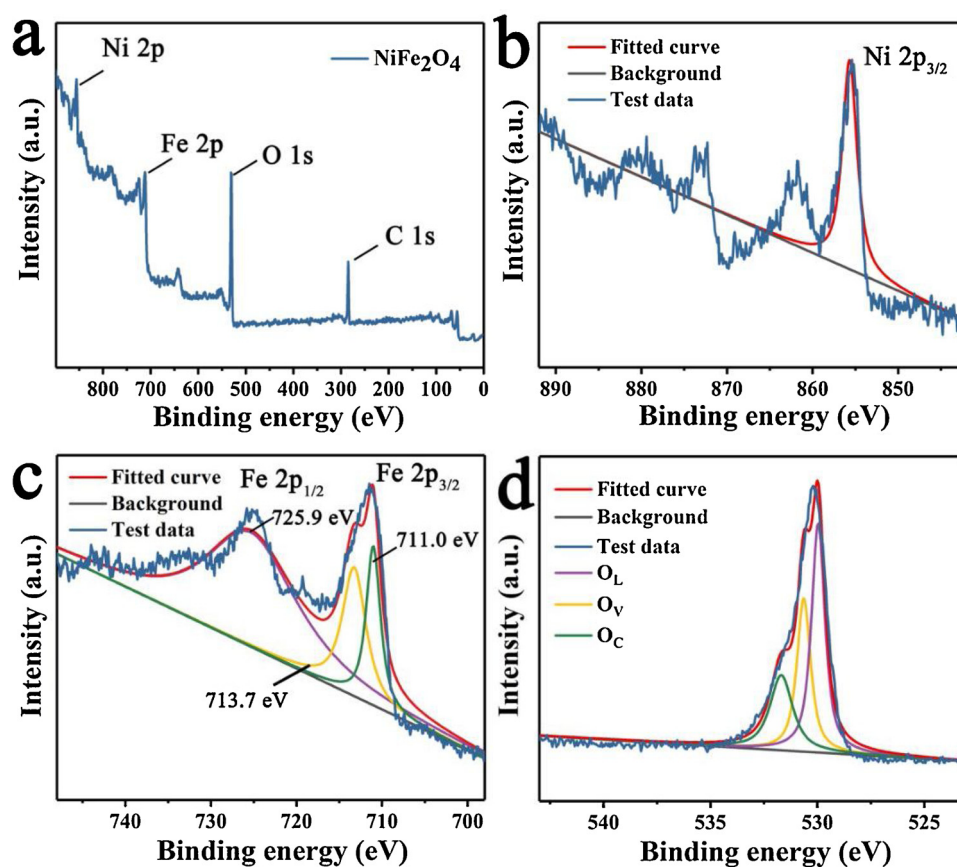 a
Ni 2p
NiFe₂O₄
Fe 2p
O 1s
C 1s
Intensity (a.u.)
800 700 600 500 400 300 200 100 0
Binding energy (eV)
b
Fitted curve
Background
Test data
Ni 2p₃/₂
Intensity (a.u.)
890 880 870 860 850
Binding energy (eV)
c
Fitted curve
Background
Test data
Fe 2p₁/₂
Fe 2p₃/₂
725.9 eV
711.0 eV
713.7 eV
Intensity (a.u.)
740 730 720 710 700
Binding energy (eV)
d
Fitted curve
Background
Test data
O_L
O_V
O_C
Intensity (a.u.)
540 535 530 525
Binding energy (eV)